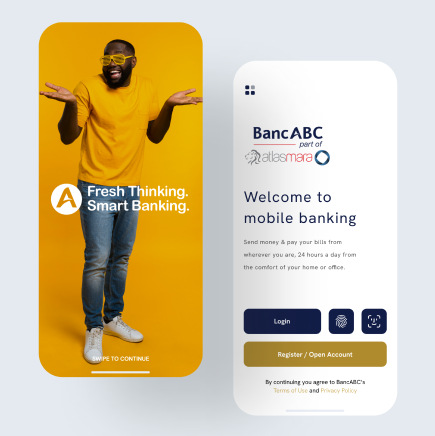 A Fresh Thinking.
Smart Banking.
SWIPE TO CONTINUE
BancABC
part of
atlasmara
Welcome to
mobile banking
Send money & pay your bills from
wherever you are, 24 hours a day from
the comfort of your home or office.
Login
Register / Open Account
By continuing you agree to BancABC's
Terms of Use and Privacy Policy